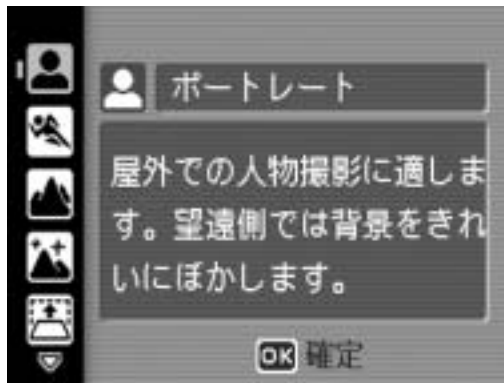 ポートレート
屋外での人物撮影に適しま
す。望遠側では背景をきれ
いにぼかします。
OK 確定